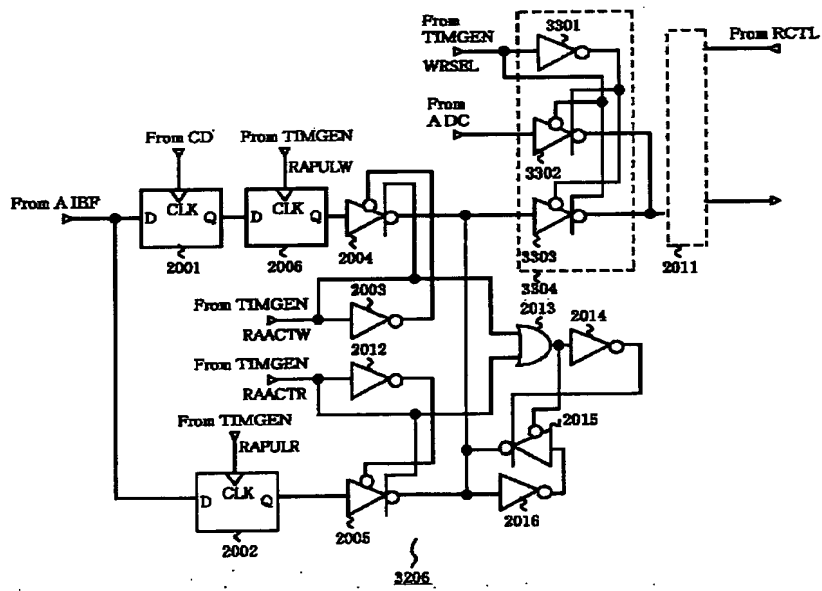 From
TIMGEN
WRSEL
3301
From RCTL
From
ADC
3302
3303
3304
2011
From CD
From TIMGEN
RAPULW
From AIBF
D CLK Q
2001
D CLK Q
2006
2004
From TIMGEN
RAACTW
2003
2013
2014
From TIMGEN
RAACTR
2012
2015
From TIMGEN
RAPULR
D CLK Q
2002
2005
2016
3206